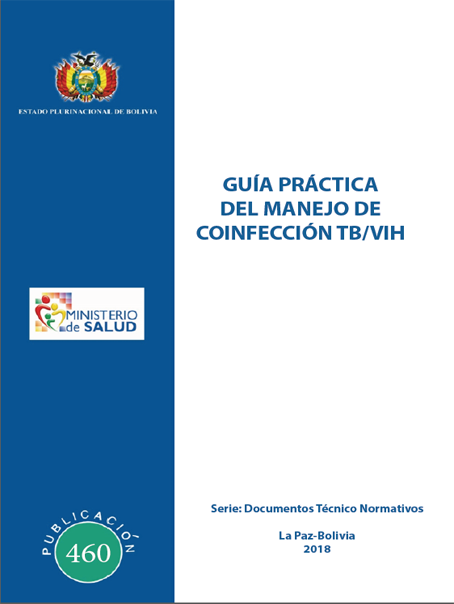 ESTADO PLURINACIONAL DE BOLIVIA
GUÍA PRÁCTICA
DEL MANEJO DE
COINFECCIÓN TB/VIH
MINISTERIO
de SALUD
Serie: Documentos Técnico Normativos
La Paz-Bolivia
2018
PUBLICACIÓN
460